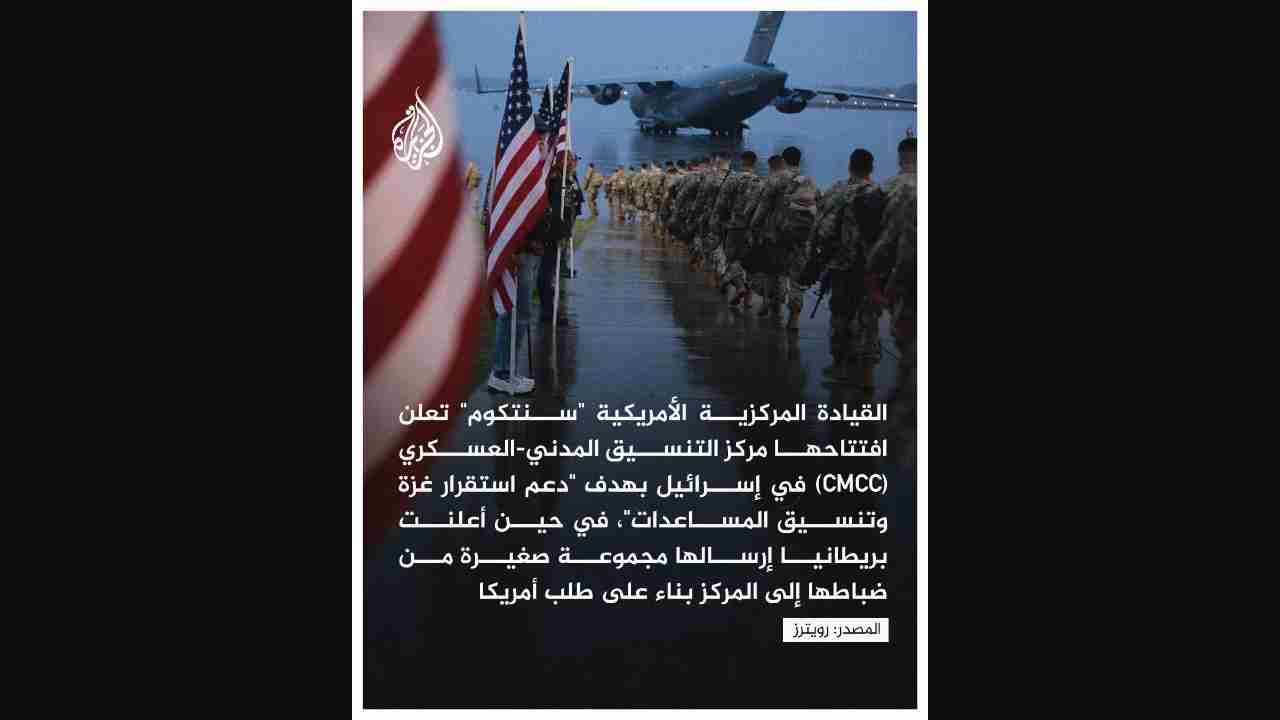 الجزيرة
القيادة المركزية الأمريكية "سنتكوم" تعلن
افتتاحها مركز التنسيق المدني-العسكري
(CMCC) في إسرائيل بهدف "دعم استقرار غزة
وتنسيق المساعدات"، في حين أعلنت
بريطانيا إرسالها مجموعة صغيرة من
ضباطها إلى المركز بناء على طلب أمريكا
المصدر: رويترز